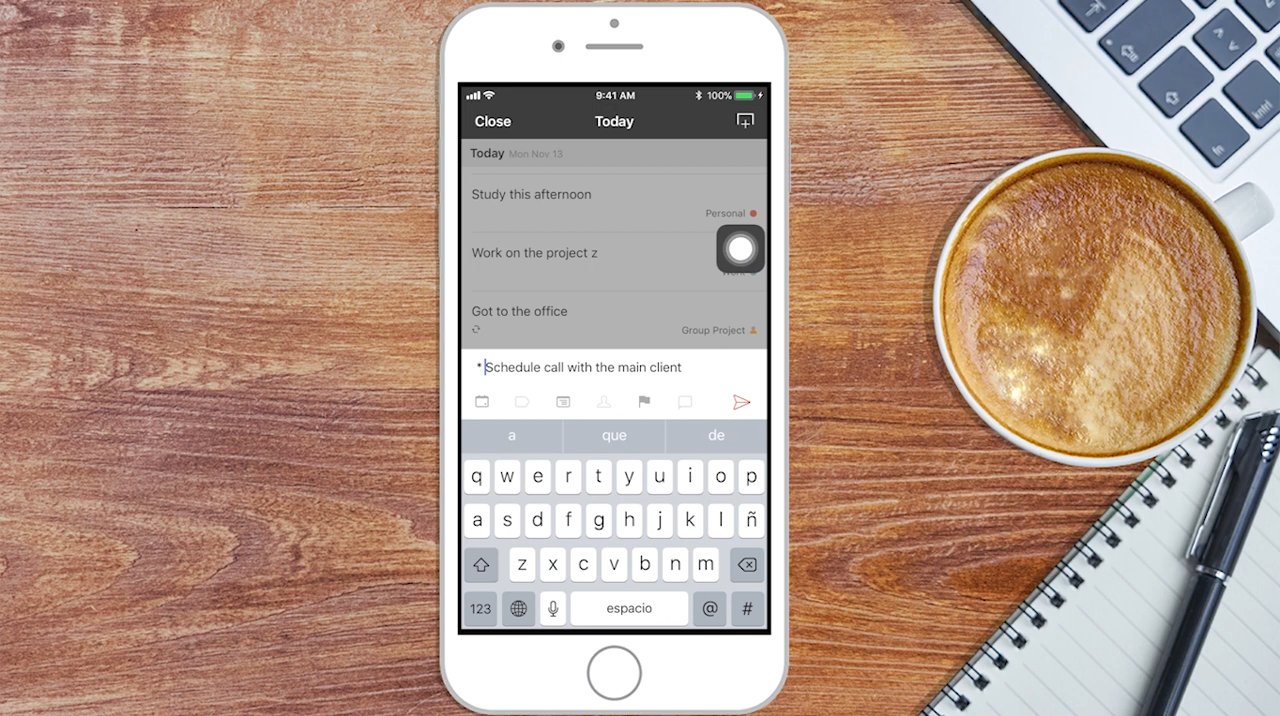 9:41 AM 100%
Close Today
Today Mon Nov 13
Study this afternoon
Personal
Work on the project z
Got to the office
Group Project
* Schedule call with the main client
a que de
q w e r t y u i o p
a s d f g h j k l ñ
z x c v b n m
123 espacio @ #
fn